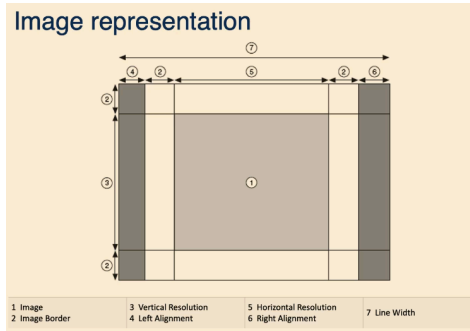 Image representation
7
4 2 5 2 6
2
3
1
2
1 Image
2 Image Border
3 Vertical Resolution
4 Left Alignment
5 Horizontal Resolution
6 Right Alignment
7 Line Width